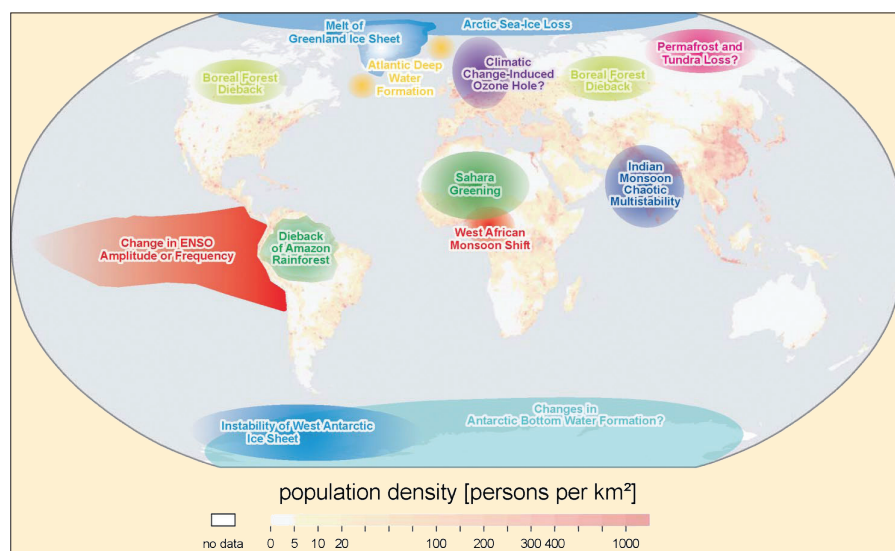 Melt of
Greenland Ice Sheet
Arctic Sea-Ice Loss
Permafrost and
Tundra Loss?
Boreal Forest
Dieback
Atlantic Deep
Water
Formation
Climatic
Change-Induced
Ozone Hole?
Boreal Forest
Dieback
Sahara
Greening
Indian
Monsoon
Chaotic
Multistability
West African
Monsoon Shift
Change in ENSO
Amplitude or Frequency
Dieback
of Amazon
Rainforest
Instability of West Antarctic
Ice Sheet
Changes in
Antarctic Bottom Water Formation?
population density [persons per km²]
no data
0 5 10 20 100 200 300 400 1000